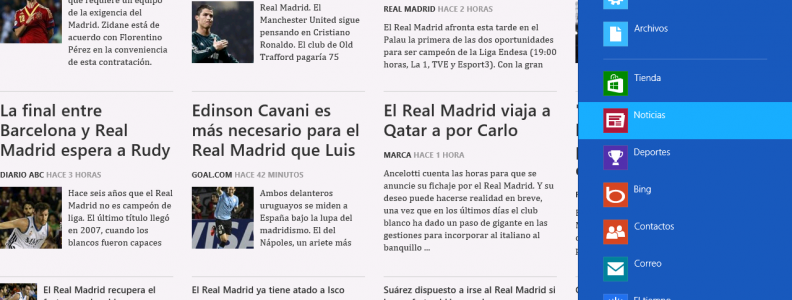 que requiere un equipo
de la exigencia del
Madrid. Zidane está de
acuerdo con Florentino
Pérez en la conveniencia
de esta contratación.
Real Madrid. El
Manchester United sigue
pensando en Cristiano
Ronaldo. El club de Old
Trafford pagaría 75
REAL MADRID HACE 2 HORAS
El Real Madrid afronta esta tarde en el
Palau la primera de las dos oportunidades
para ser campeón de la Liga Endesa (19:00
horas, La 1, TVE y Esport3). Con la gran
La final entre
Barcelona y Real
Madrid espera a Rudy
DIARIO ABC HACE 3 HORAS
Hace seis años que el Real
Madrid no es campeón de
liga. El último título llegó
en 2007, cuando los
blancos fueron capaces
Edinson Cavani es
más necesario para el
Real Madrid que Luis
GOAL.COM HACE 42 MINUTOS
Ambos delanteros
uruguayos se miden a
España bajo la lupa del
madridismo. El del
Nápoles, un ariete más
El Real Madrid viaja a
Qatar a por Carlo
MARCA HACE 1 HORA
Ancelotti cuenta las horas para que se
anuncie su fichaje por el Real Madrid. Y su
deseo puede hacerse realidad en breve,
una vez que en los últimos días el club
blanco ha dado un paso de gigante en las
gestiones para incorporar al italiano al
banquillo ...
El Real Madrid recupera el
El Real Madrid ya tiene atado a Isco
Suárez dispuesto a irse al Real Madrid si
Archivos
Tienda
Noticias
Deportes
Bing
Contactos
Correo
El tiempo